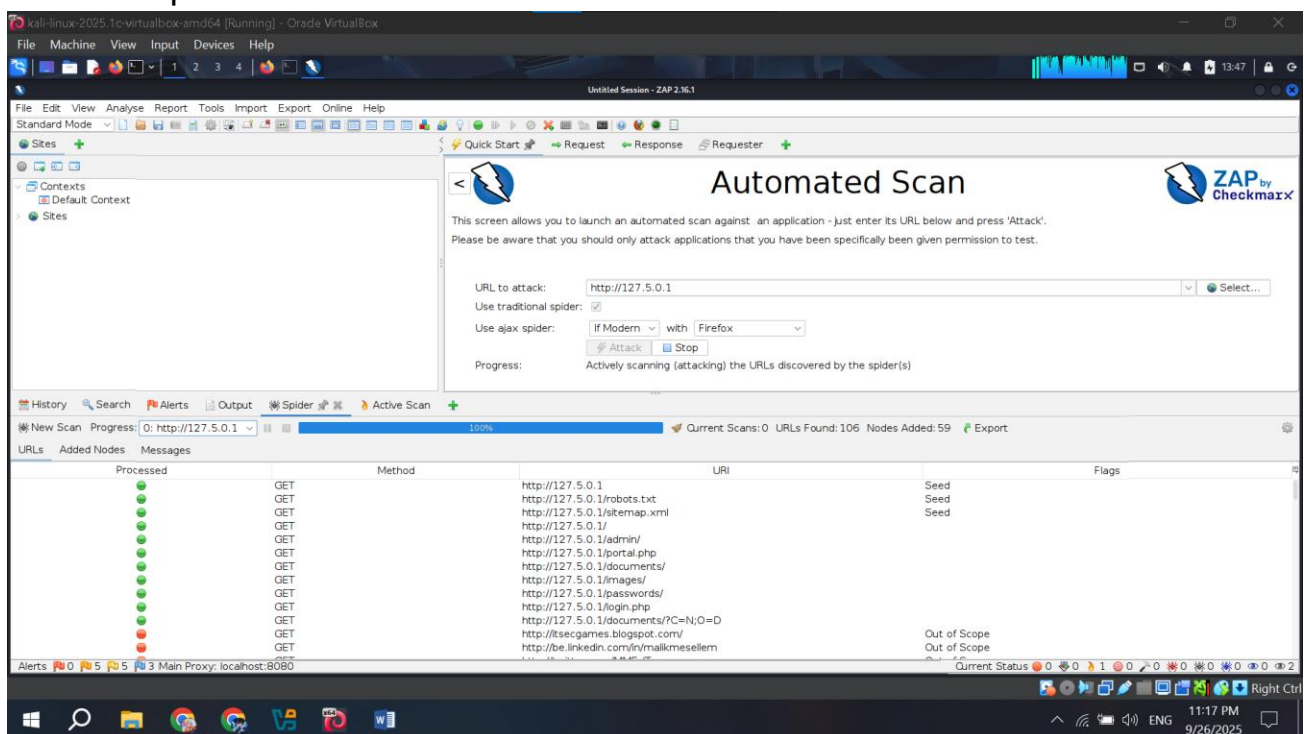 kali-linux-2025.1c-virtualbox-amd64 [Running] - Oracle VirtualBox
File Machine View Input Devices Help
1 2 3 4
13:47
Untitled Session - ZAP 2.16.1
File Edit View Analyse Report Tools Import Export Online Help
Standard Mode
Sites
Quick Start Request Response Requester
Contexts
Default Context
Sites
<
Automated Scan
ZAP by Checkmarx
This screen allows you to launch an automated scan against an application - just enter its URL below and press 'Attack'.
Please be aware that you should only attack applications that you have been specifically been given permission to test.
URL to attack: http://127.5.0.1 Select...
Use traditional spider:
Use ajax spider: If Modern with Firefox
Attack Stop
Progress: Actively scanning (attacking) the URLs discovered by the spider(s)
History Search Alerts Output Spider Active Scan
New Scan Progress: 0: http://127.5.0.1 100% Current Scans: 0 URLs Found: 106 Nodes Added: 59 Export
URLs Added Nodes Messages
Processed Method URI Flags
GET http://127.5.0.1 Seed
GET http://127.5.0.1/robots.txt Seed
GET http://127.5.0.1/sitemap.xml Seed
GET http://127.5.0.1/
GET http://127.5.0.1/admin/
GET http://127.5.0.1/portal.php
GET http://127.5.0.1/documents/
GET http://127.5.0.1/images/
GET http://127.5.0.1/passwords/
GET http://127.5.0.1/login.php
GET http://127.5.0.1/documents/?C=N;O=D
GET http://itsecgames.blogspot.com/ Out of Scope
GET http://be.linkedin.com/in/malikmesellem Out of Scope
Alerts 0 5 5 3 Main Proxy: localhost:8080 Current Status 0 0 1 0 0 0 0 0 0 2
Right Ctrl
ENG 11:17 PM
9/26/2025